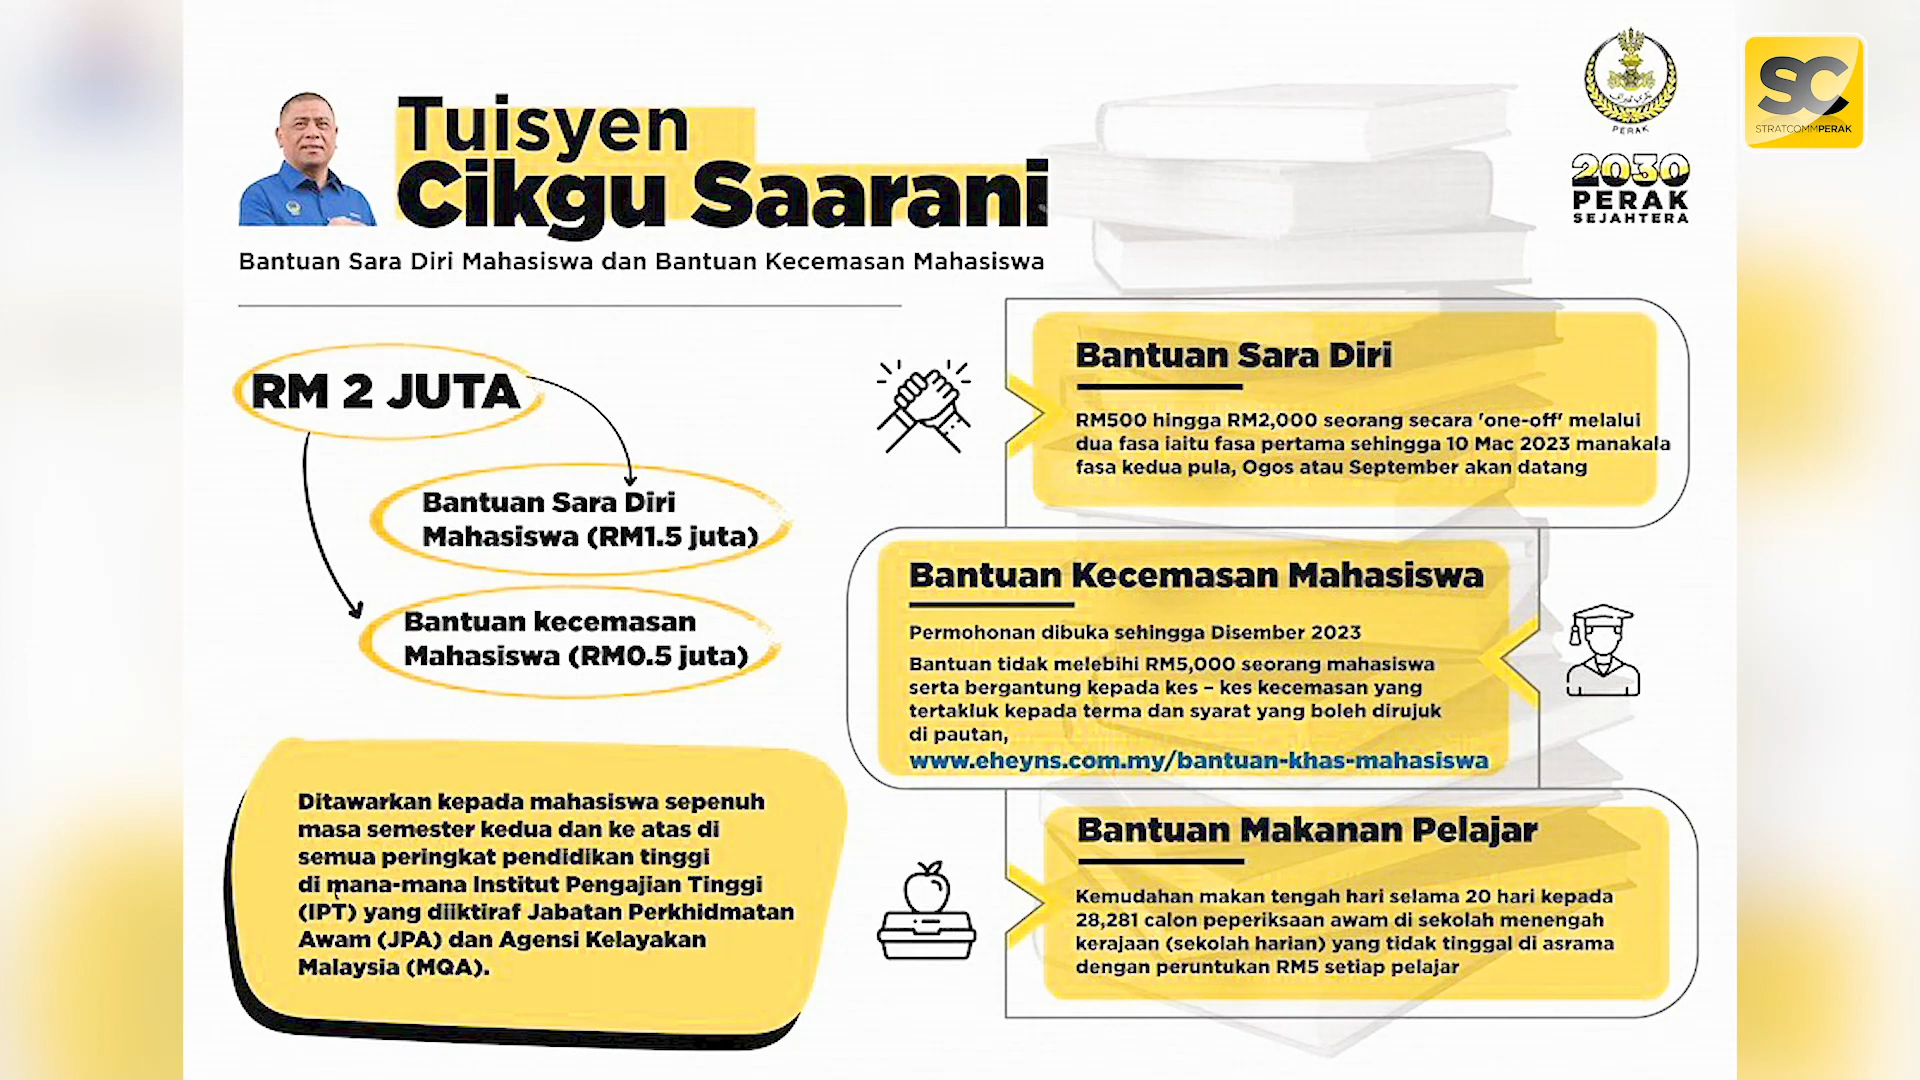 Tuisyen
Cikgu Saarani
Bantuan Sara Diri Mahasiswa dan Bantuan Kecemasan Mahasiswa
PERAK
2030
PERAK
SEJAHTERA
SC
STRATCOMMPERAK
RM 2 JUTA
Bantuan Sara Diri
Mahasiswa (RM1.5 juta)
Bantuan kecemasan
Mahasiswa (RM0.5 juta)
Ditawarkan kepada mahasiswa sepenuh
masa semester kedua dan ke atas di
semua peringkat pendidikan tinggi
di mana-mana Institut Pengajian Tinggi
(IPT) yang diiktiraf Jabatan Perkhidmatan
Awam (JPA) dan Agensi Kelayakan
Malaysia (MQA).
Bantuan Sara Diri
RM500 hingga RM2,000 seorang secara 'one-off' melalui
dua fasa iaitu fasa pertama sehingga 10 Mac 2023 manakala
fasa kedua pula, Ogos atau September akan datang
Bantuan Kecemasan Mahasiswa
Permohonan dibuka sehingga Disember 2023
Bantuan tidak melebihi RM5,000 seorang mahasiswa
serta bergantung kepada kes – kes kecemasan yang
tertakluk kepada terma dan syarat yang boleh dirujuk
di pautan,
www.eheyns.com.my/bantuan-khas-mahasiswa
Bantuan Makanan Pelajar
Kemudahan makan tengah hari selama 20 hari kepada
28,281 calon peperiksaan awam di sekolah menengah
kerajaan (sekolah harian) yang tidak tinggal di asrama
dengan peruntukan RM5 setiap pelajar